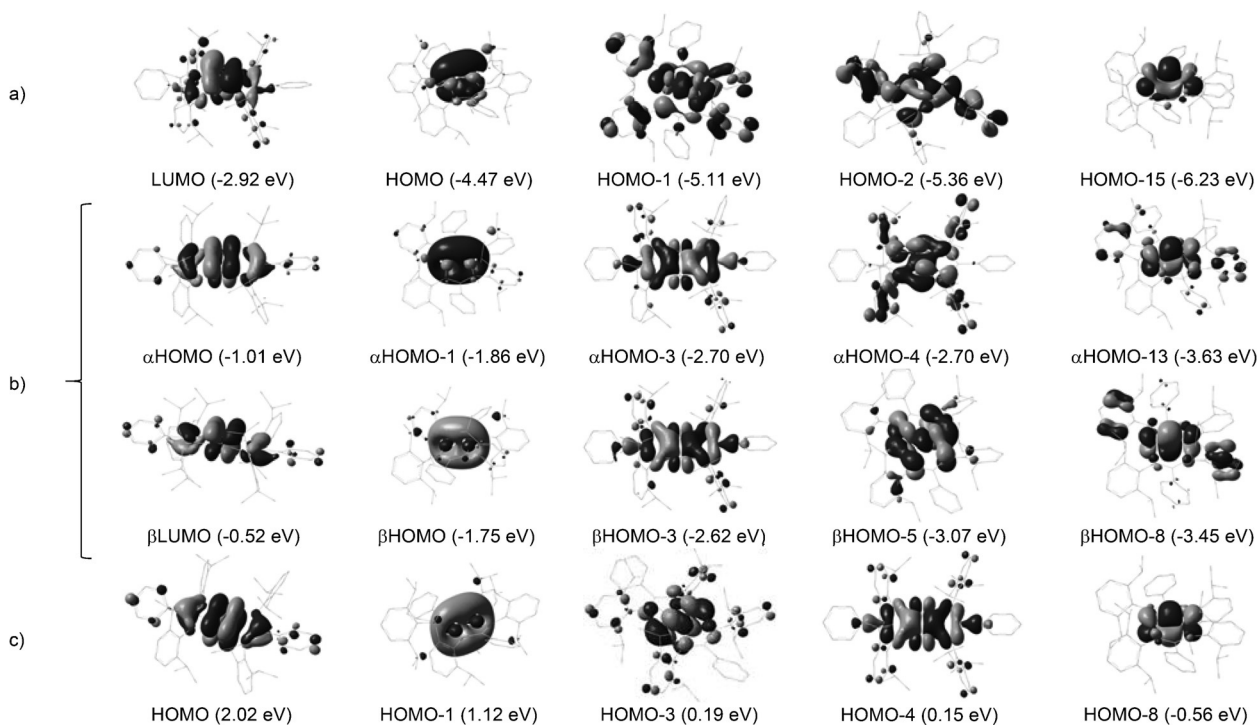 a)
LUMO (-2.92 eV) HOMO (-4.47 eV) HOMO-1 (-5.11 eV) HOMO-2 (-5.36 eV) HOMO-15 (-6.23 eV)
b)
αHOMO (-1.01 eV) αHOMO-1 (-1.86 eV) αHOMO-3 (-2.70 eV) αHOMO-4 (-2.70 eV) αHOMO-13 (-3.63 eV)
βLUMO (-0.52 eV) βHOMO (-1.75 eV) βHOMO-3 (-2.62 eV) βHOMO-5 (-3.07 eV) βHOMO-8 (-3.45 eV)
c)
HOMO (2.02 eV) HOMO-1 (1.12 eV) HOMO-3 (0.19 eV) HOMO-4 (0.15 eV) HOMO-8 (-0.56 eV)